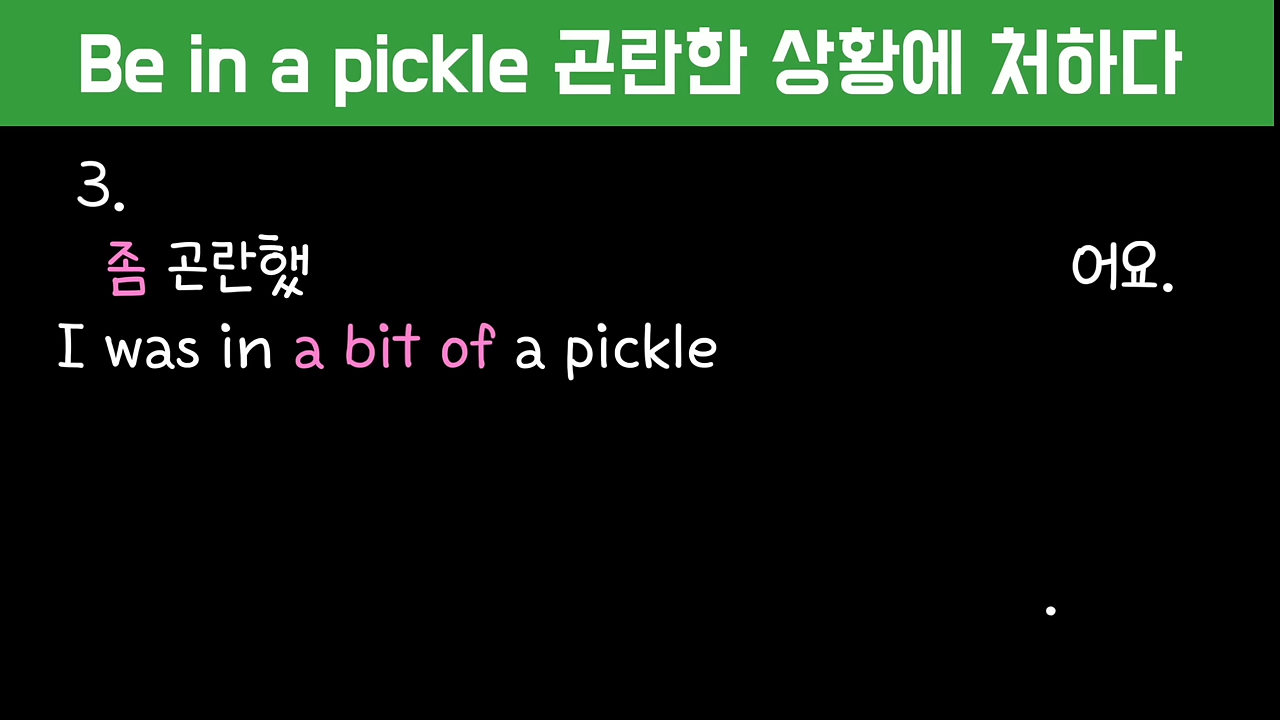 Be in a pickle 곤란한 상황에 처하다
3.
좀 곤란했 어요.
I was in a bit of a pickle
.